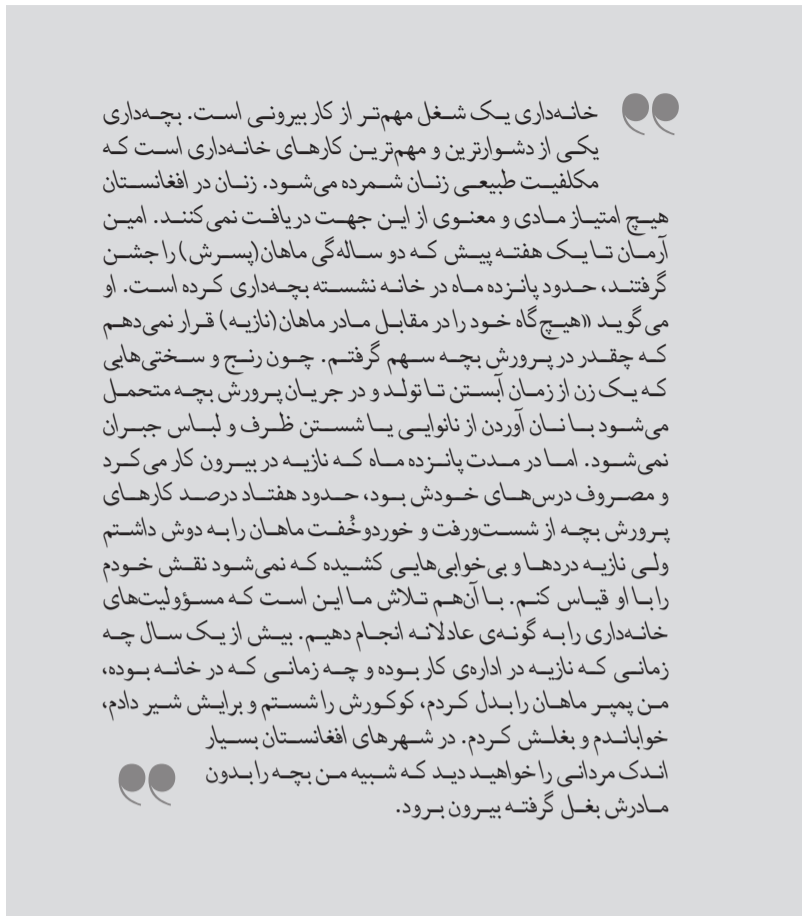 خانه‌داری یک شغل مهم‌تر از کار بیرونی است. بچه‌داری
یکی از دشوارترین و مهم‌ترین کارهای خانه‌داری است که
مکلفیت طبیعی زنان شمرده می‌شود. زنان در افغانستان
هیچ امتیاز مادی و معنوی از این جهت دریافت نمی‌کنند. امین
آرمان تا یک هفته پیش که دو ساله‌گی ماهان(پسرش) را جشن
گرفتند، حدود پانزده ماه در خانه نشسته بچه‌داری کرده است. او
می‌گوید «هیچ‌گاه خود را در مقابل مادر ماهان(نازیه) قرار نمی‌دهم
که چقدر در پرورش بچه سهم گرفتم. چون رنج و سختی‌هایی
که یک زن از زمان آبستن تا تولد و در جریان پرورش بچه متحمل
می‌شود با نان آوردن از نانوایی یا شستن ظرف و لباس جبران
نمی‌شود. اما در مدت پانزده ماه که نازیه در بیرون کار می‌کرد
و مصروف درس‌های خودش بود، حدود هفتاد درصد کارهای
پرورش بچه از شست‌ورفت و خوردوخُفت ماهان را به دوش داشتم
ولی نازیه دردها و بی‌خوابی‌هایی کشیده که نمی‌شود نقش خودم
را با او قیاس کنم. با آن‌هم تلاش ما این است که مسؤولیت‌های
خانه‌داری را به گونه‌ی عادلانه انجام دهیم. بیش از یک سال چه
زمانی که نازیه در اداره‌ی کار بوده و چه زمانی که در خانه بوده،
من پمپر ماهان را بدل کردم، کوکورش را شستم و برایش شیر دادم،
خواباندم و بغلش کردم. در شهرهای افغانستان بسیار
اندک مردانی را خواهید دید که شبیه من بچه را بدون
مادرش بغل گرفته بیرون برود.